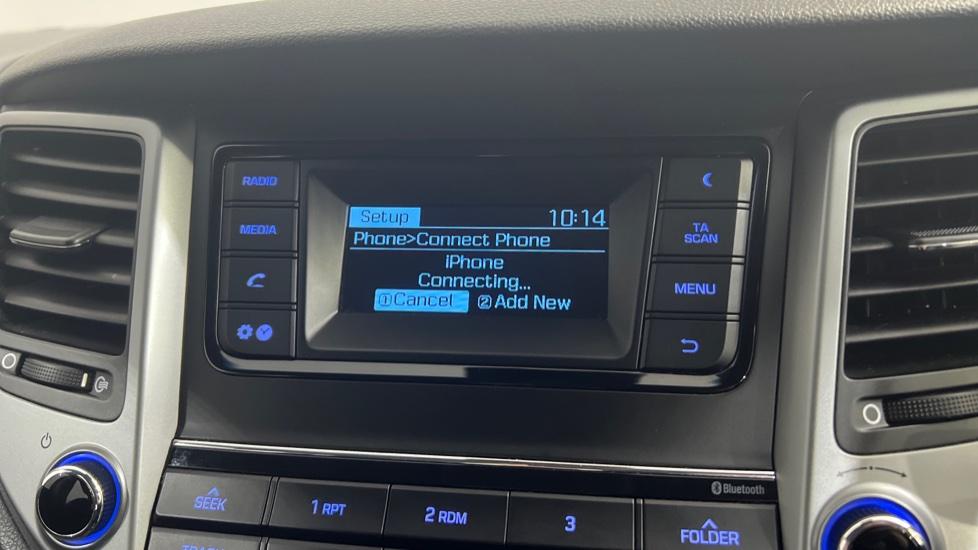 RADIO
MEDIA
Setup 10:14
Phone>Connect Phone
iPhone
Connecting...
①Cancel ②Add New
TA
SCAN
MENU
Bluetooth
SEEK
1 RPT
2 RDM
3
FOLDER